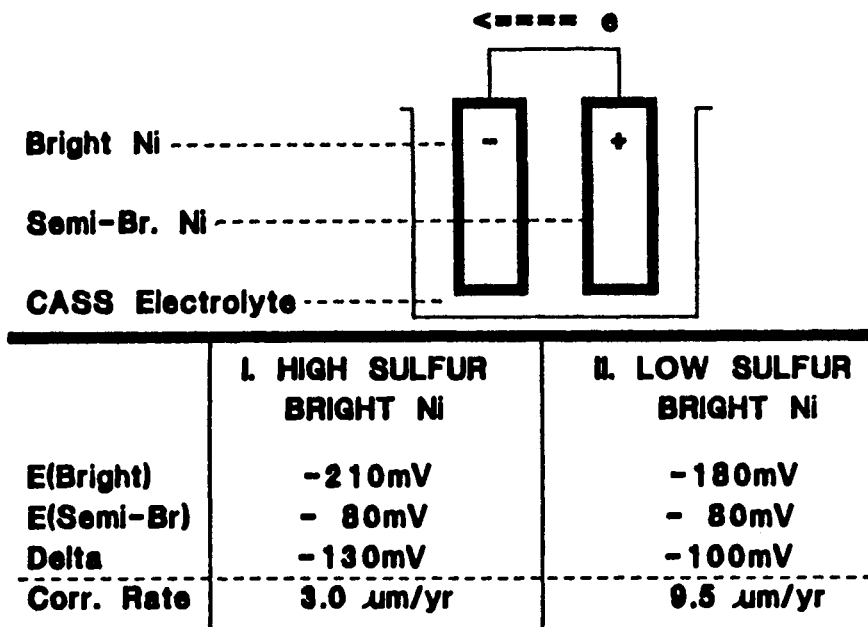 <==== e
- +
Bright Ni
Semi-Br. Ni
CASS Electrolyte
I. HIGH SULFUR II. LOW SULFUR
BRIGHT Ni BRIGHT Ni
E(Bright) -210mV -180mV
E(Semi-Br) - 80mV - 80mV
Delta -130mV -100mV
Corr. Rate 3.0 µm/yr 9.5 µm/yr